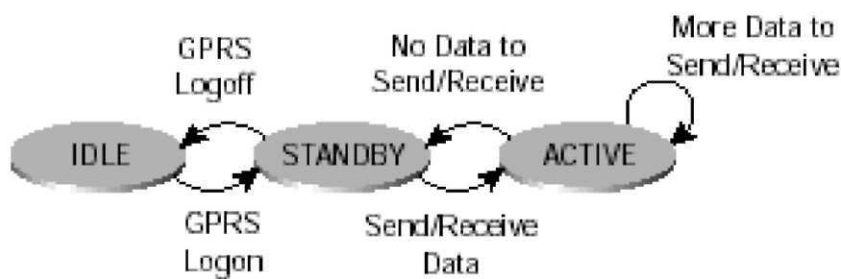 GPRS
Logoff
No Data to
Send/Receive
More Data to
Send/Receive
IDLE
STANDBY
ACTIVE
GPRS
Logon
Send/Receive
Data